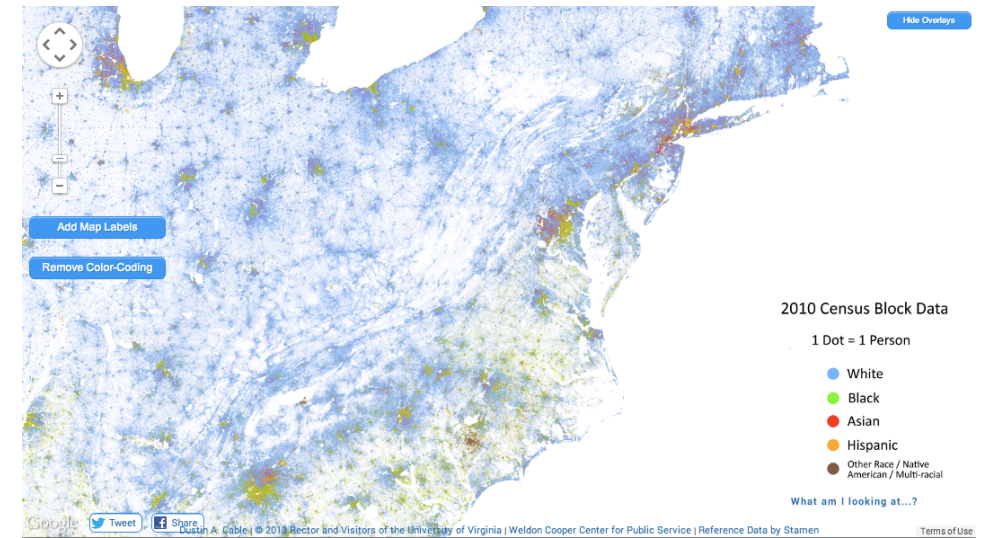 Hide Overlays
+
−
Add Map Labels
Remove Color-Coding
2010 Census Block Data
1 Dot = 1 Person
White
Black
Asian
Hispanic
Other Race / Native
American / Multi-racial
What am I looking at...?
Google
Tweet
Share
Dustin A. Cable | © 2013 Rector and Visitors of the University of Virginia | Weldon Cooper Center for Public Service | Reference Data by Stamen
Terms of Use